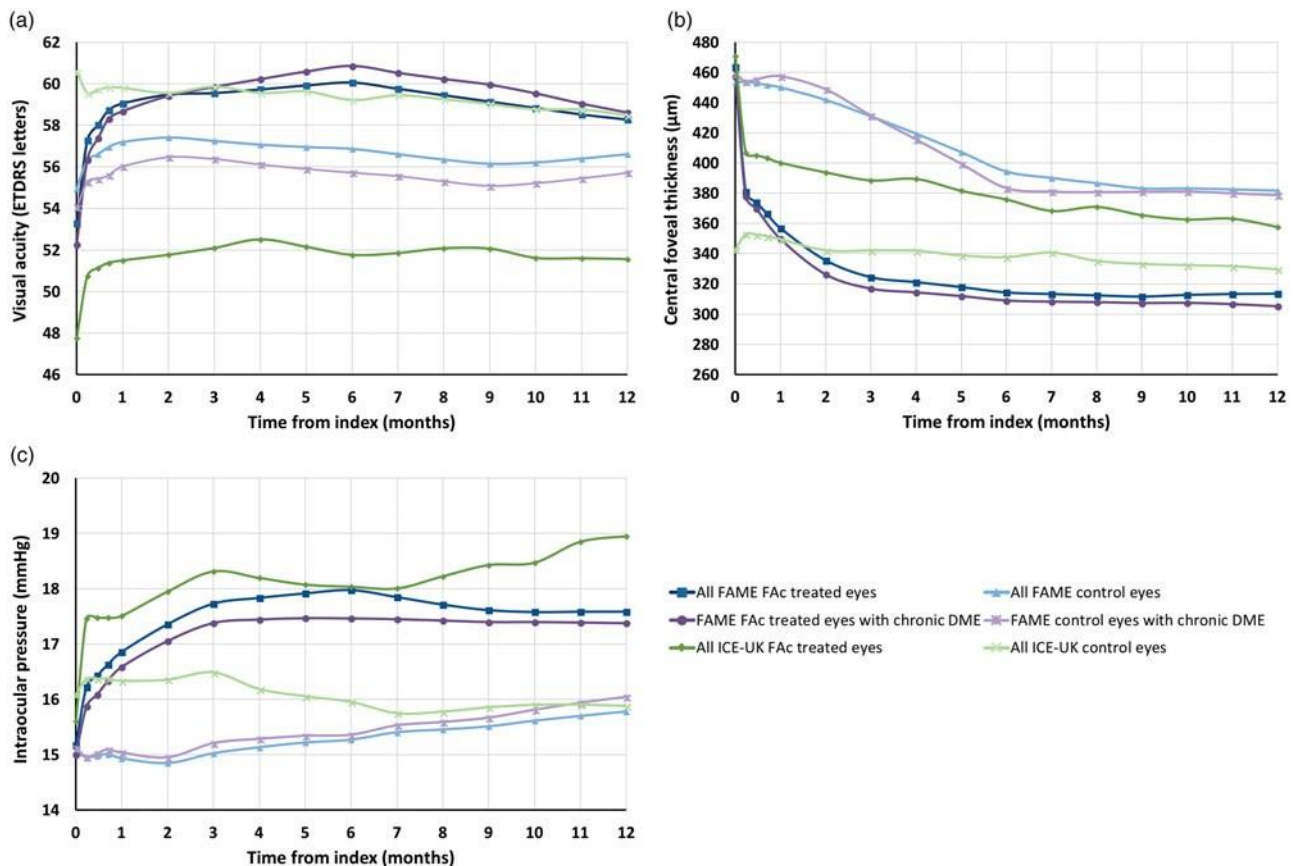 (a)
62
60
58
56
54
52
50
48
46
Visual acuity (ETDRS letters)
0 1 2 3 4 5 6 7 8 9 10 11 12
Time from index (months)
(b)
480
460
440
420
400
380
360
340
320
300
280
260
Central foveal thickness (µm)
0 1 2 3 4 5 6 7 8 9 10 11 12
Time from index (months)
(c)
20
19
18
17
16
15
14
Intraocular pressure (mmHg)
0 1 2 3 4 5 6 7 8 9 10 11 12
Time from index (months)
All FAME FAc treated eyes
All FAME control eyes
FAME FAc treated eyes with chronic DME
FAME control eyes with chronic DME
All ICE-UK FAc treated eyes
All ICE-UK control eyes